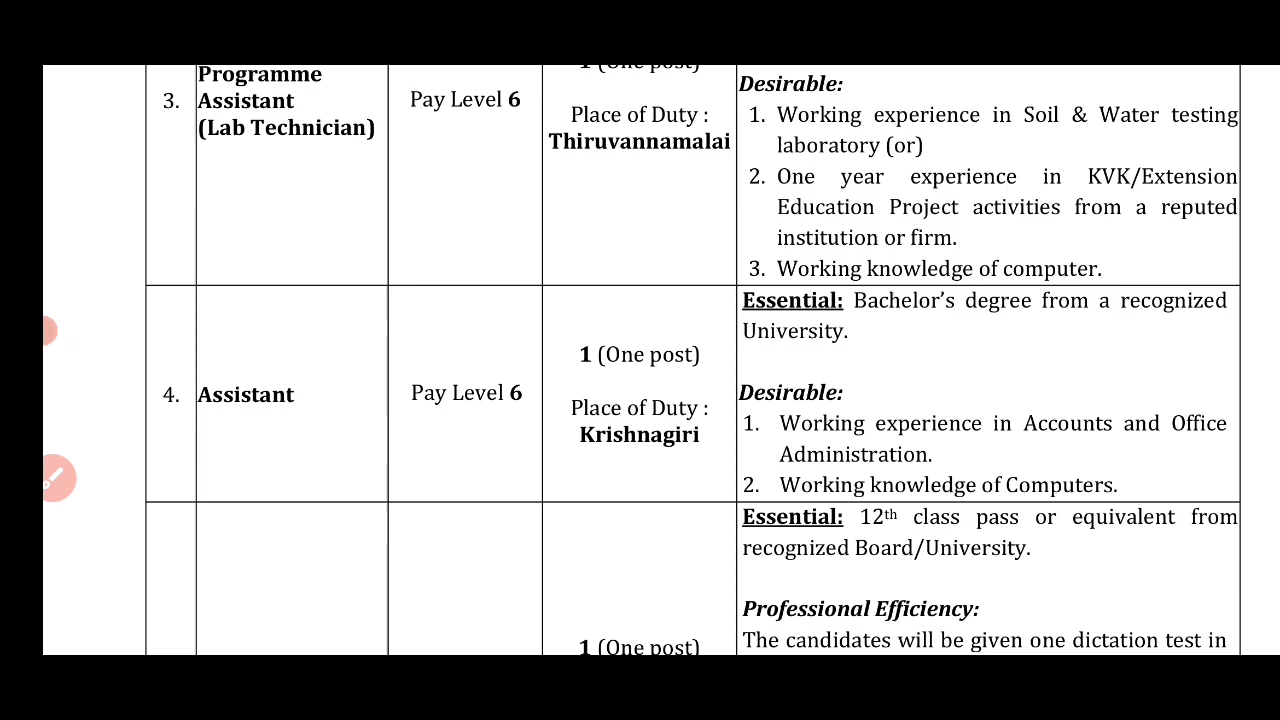 Programme
3.
Assistant
(Lab Technician)
Pay Level 6
1 (One post)
Place of Duty :
Thiruvannamalai
Desirable:
1. Working experience in Soil & Water testing
laboratory (or)
2. One year experience in KVK/Extension
Education Project activities from a reputed
institution or firm.
3. Working knowledge of computer.
4.
Assistant
Pay Level 6
1 (One post)
Place of Duty :
Krishnagiri
Essential: Bachelor’s degree from a recognized
University.
Desirable:
1. Working experience in Accounts and Office
Administration.
2. Working knowledge of Computers.
1 (One post)
Essential: 12th class pass or equivalent from
recognized Board/University.
Professional Efficiency:
The candidates will be given one dictation test in